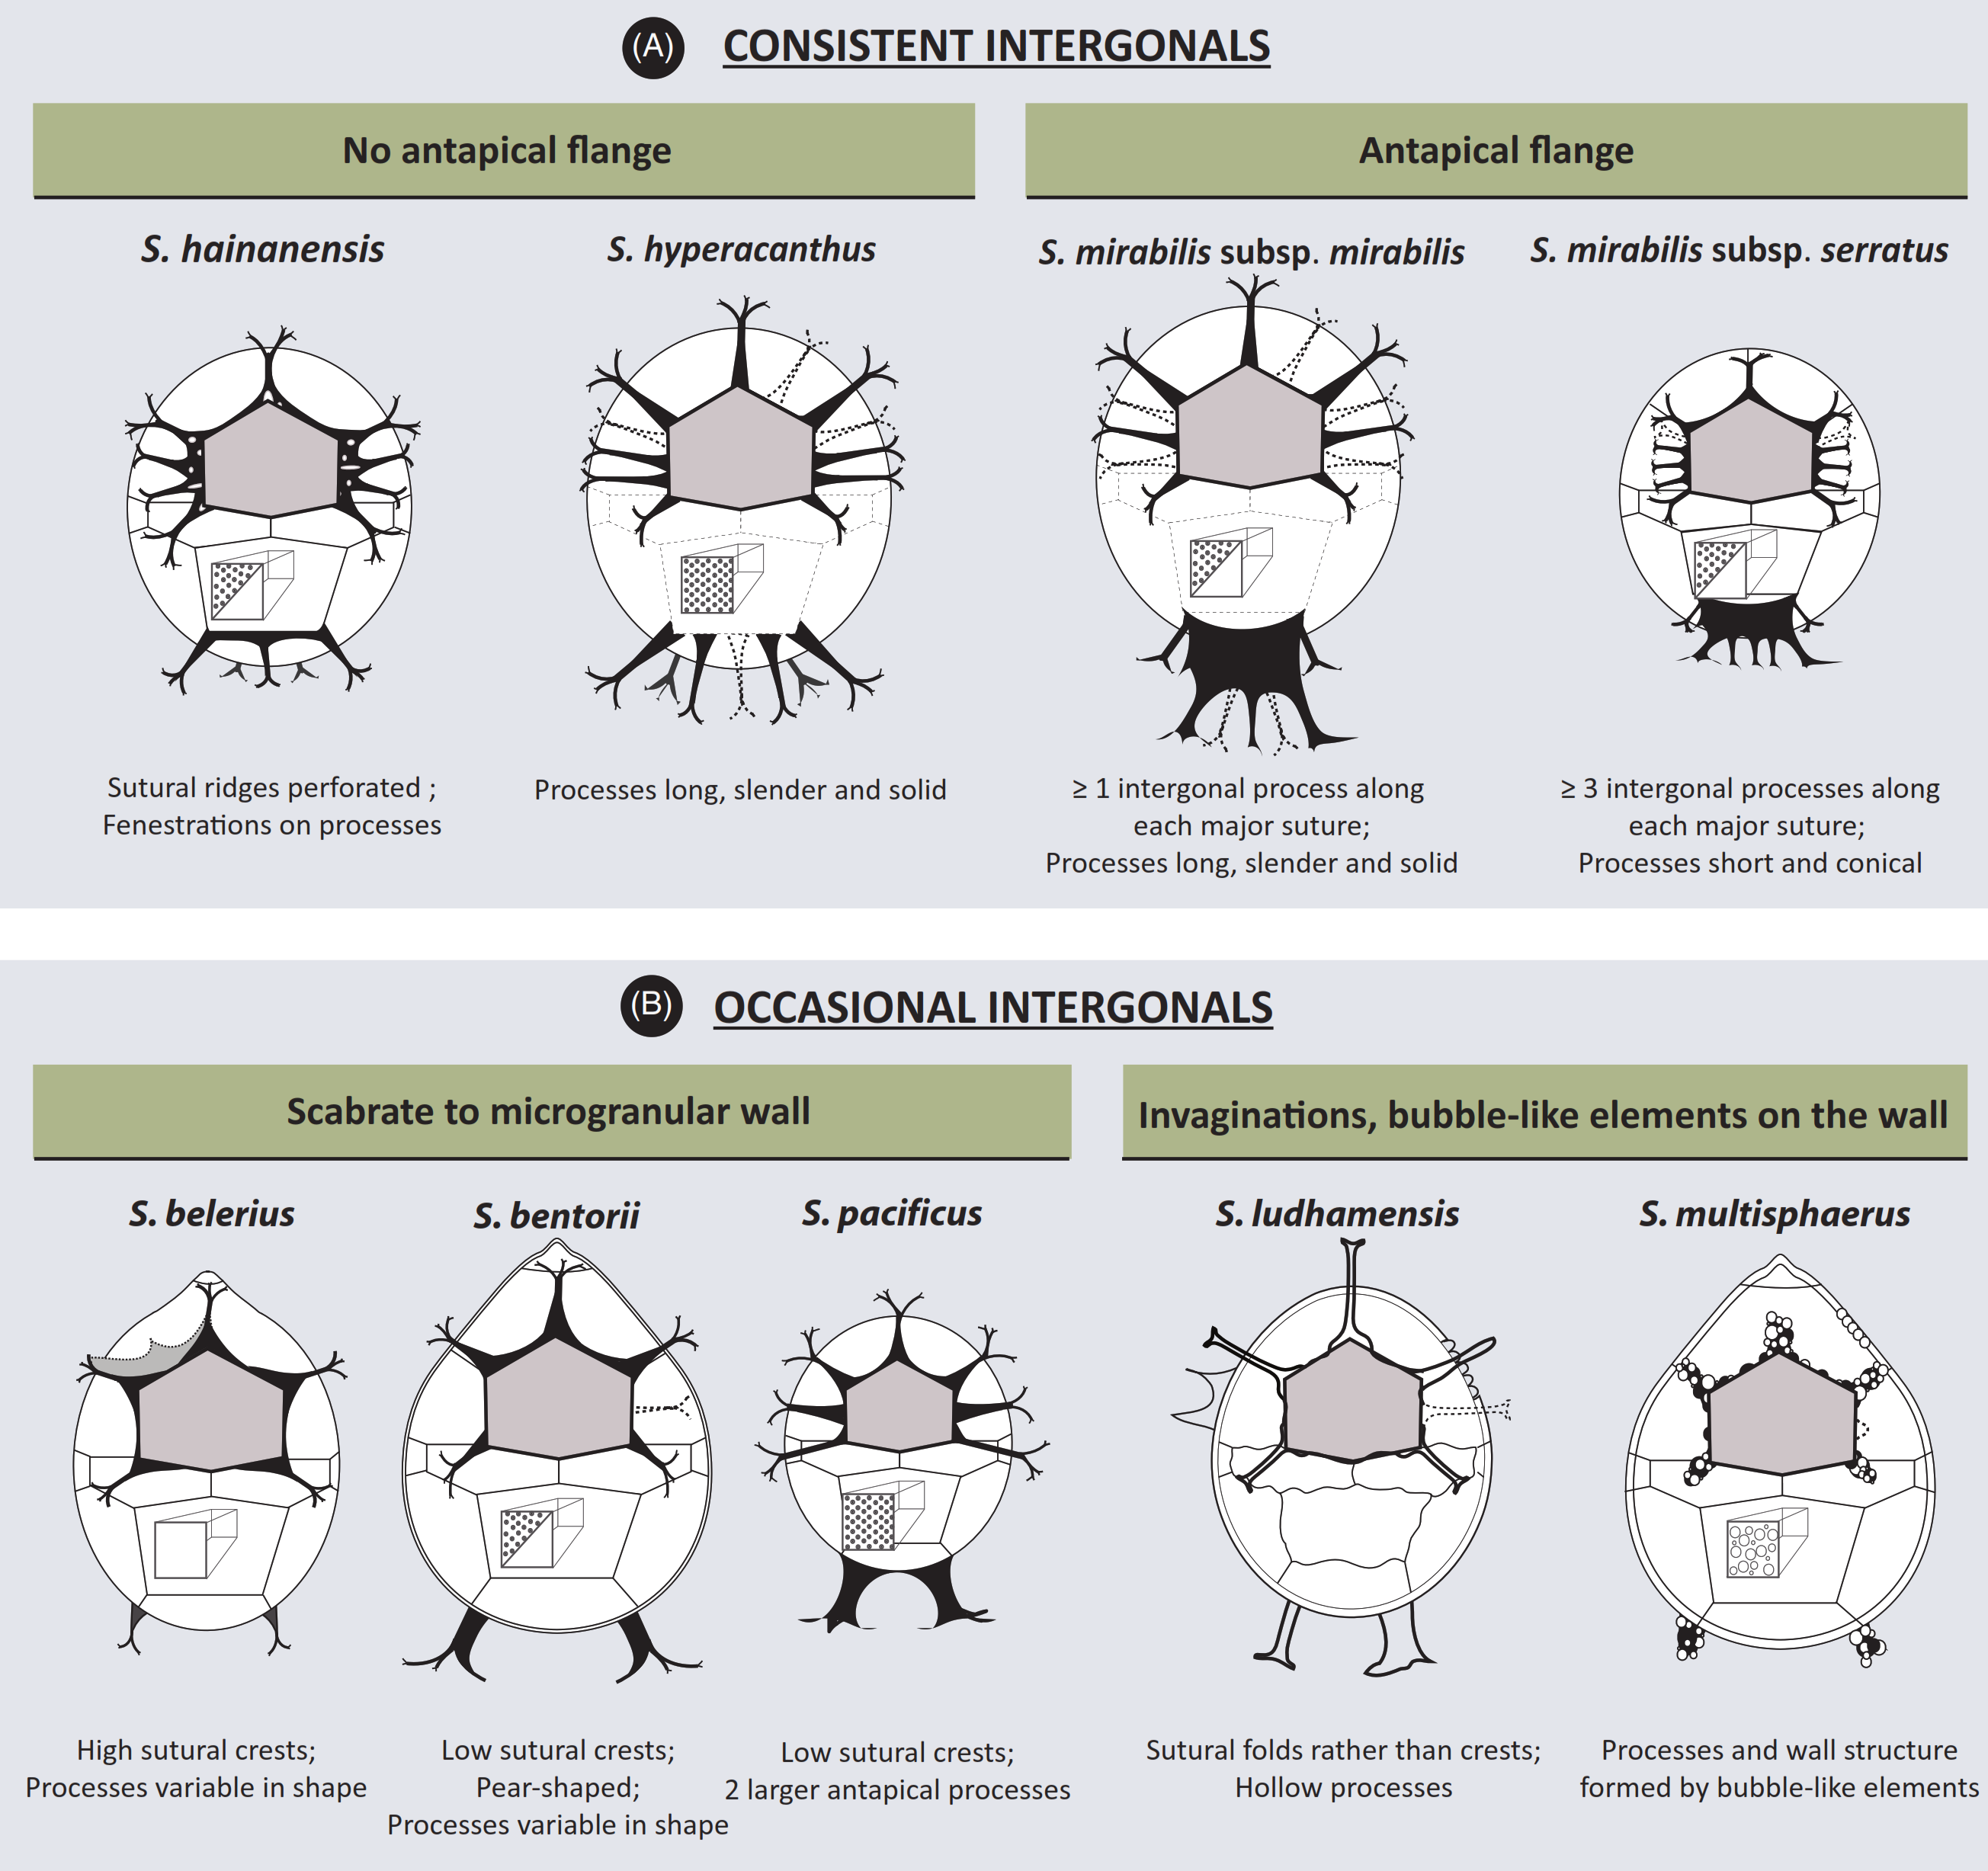 (A) CONSISTENT INTERGONALS
No antapical flange
Antapical flange
S. hainanensis
S. hyperacanthus
S. mirabilis subsp. mirabilis
S. mirabilis subsp. serratus
Sutural ridges perforated ;
Fenestrations on processes
Processes long, slender and solid
≥ 1 intergonal process along
each major suture;
Processes long, slender and solid
≥ 3 intergonal processes along
each major suture;
Processes short and conical
(B) OCCASIONAL INTERGONALS
Scabrate to microgranular wall
Invaginations, bubble-like elements on the wall
S. belerius
S. bentorii
S. pacificus
S. ludhamensis
S. multisphaerus
High sutural crests;
Processes variable in shape
Low sutural crests;
Pear-shaped;
Processes variable in shape
Low sutural crests;
2 larger antapical processes
Sutural folds rather than crests;
Hollow processes
Processes and wall structure
formed by bubble-like elements